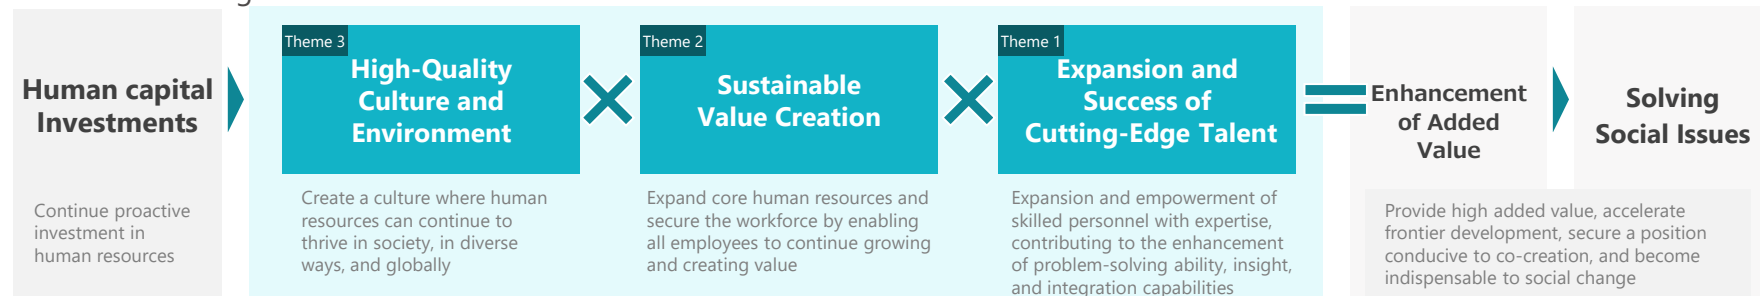 Human capital
Investments
Continue proactive
investment in
human resources
Theme 3
High-Quality
Culture and
Environment
Create a culture where human
resources can continue to
thrive in society, in diverse
ways, and globally
Theme 2
Sustainable
Value Creation
Expand core human resources and
secure the workforce by enabling
all employees to continue growing
and creating value
Theme 1
Expansion and
Success of
Cutting-Edge Talent
Expansion and empowerment of
skilled personnel with expertise,
contributing to the enhancement
of problem-solving ability, insight,
and integration capabilities
Enhancement
of Added
Value
Solving
Social Issues
Provide high added value, accelerate
frontier development, secure a position
conducive to co-creation, and become
indispensable to social change